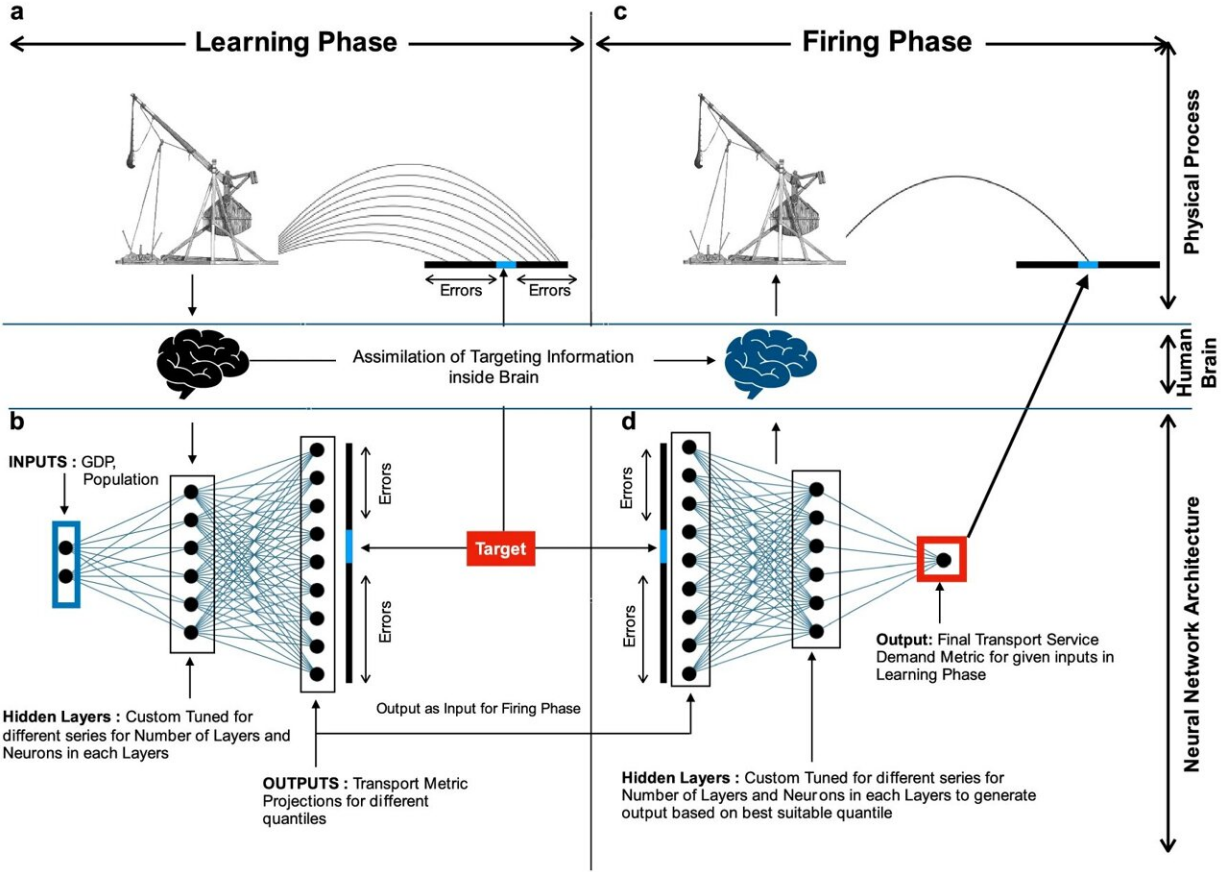 a
Learning Phase
c
Firing Phase
Physical Process
Errors
Errors
Assimilation of Targeting Information
inside Brain
Human
Brain
b
INPUTS : GDP,
Population
Errors
Errors
Target
d
Errors
Errors
Neural Network Architecture
Output: Final Transport Service
Demand Metric for given inputs in
Learning Phase
Hidden Layers : Custom Tuned for
different series for Number of Layers and
Neurons in each Layers
Output as Input for Firing Phase
OUTPUTS : Transport Metric
Projections for different
quantiles
Hidden Layers : Custom Tuned for different series for
Number of Layers and Neurons in each Layers to generate
output based on best suitable quantile